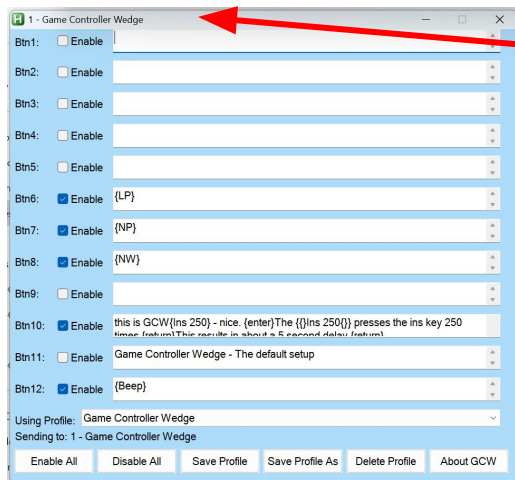 H 1 - Game Controller Wedge
Btn1: Enable
Btn2: Enable
Btn3: Enable
Btn4: Enable
Btn5: Enable
Btn6: Enable {LP}
Btn7: Enable {NP}
Btn8: Enable {NW}
Btn9: Enable
Btn10: Enable this is GCW{Ins 250} - nice. {enter}The {{}Ins 250{}} presses the ins key 250
times {return}This results in about a 5 second delay {return}
Btn11: Enable Game Controller Wedge - The default setup
Btn12: Enable {Beep}
Using Profile: Game Controller Wedge
Sending to: 1 - Game Controller Wedge
Enable All Disable All Save Profile Save Profile As Delete Profile About GCW